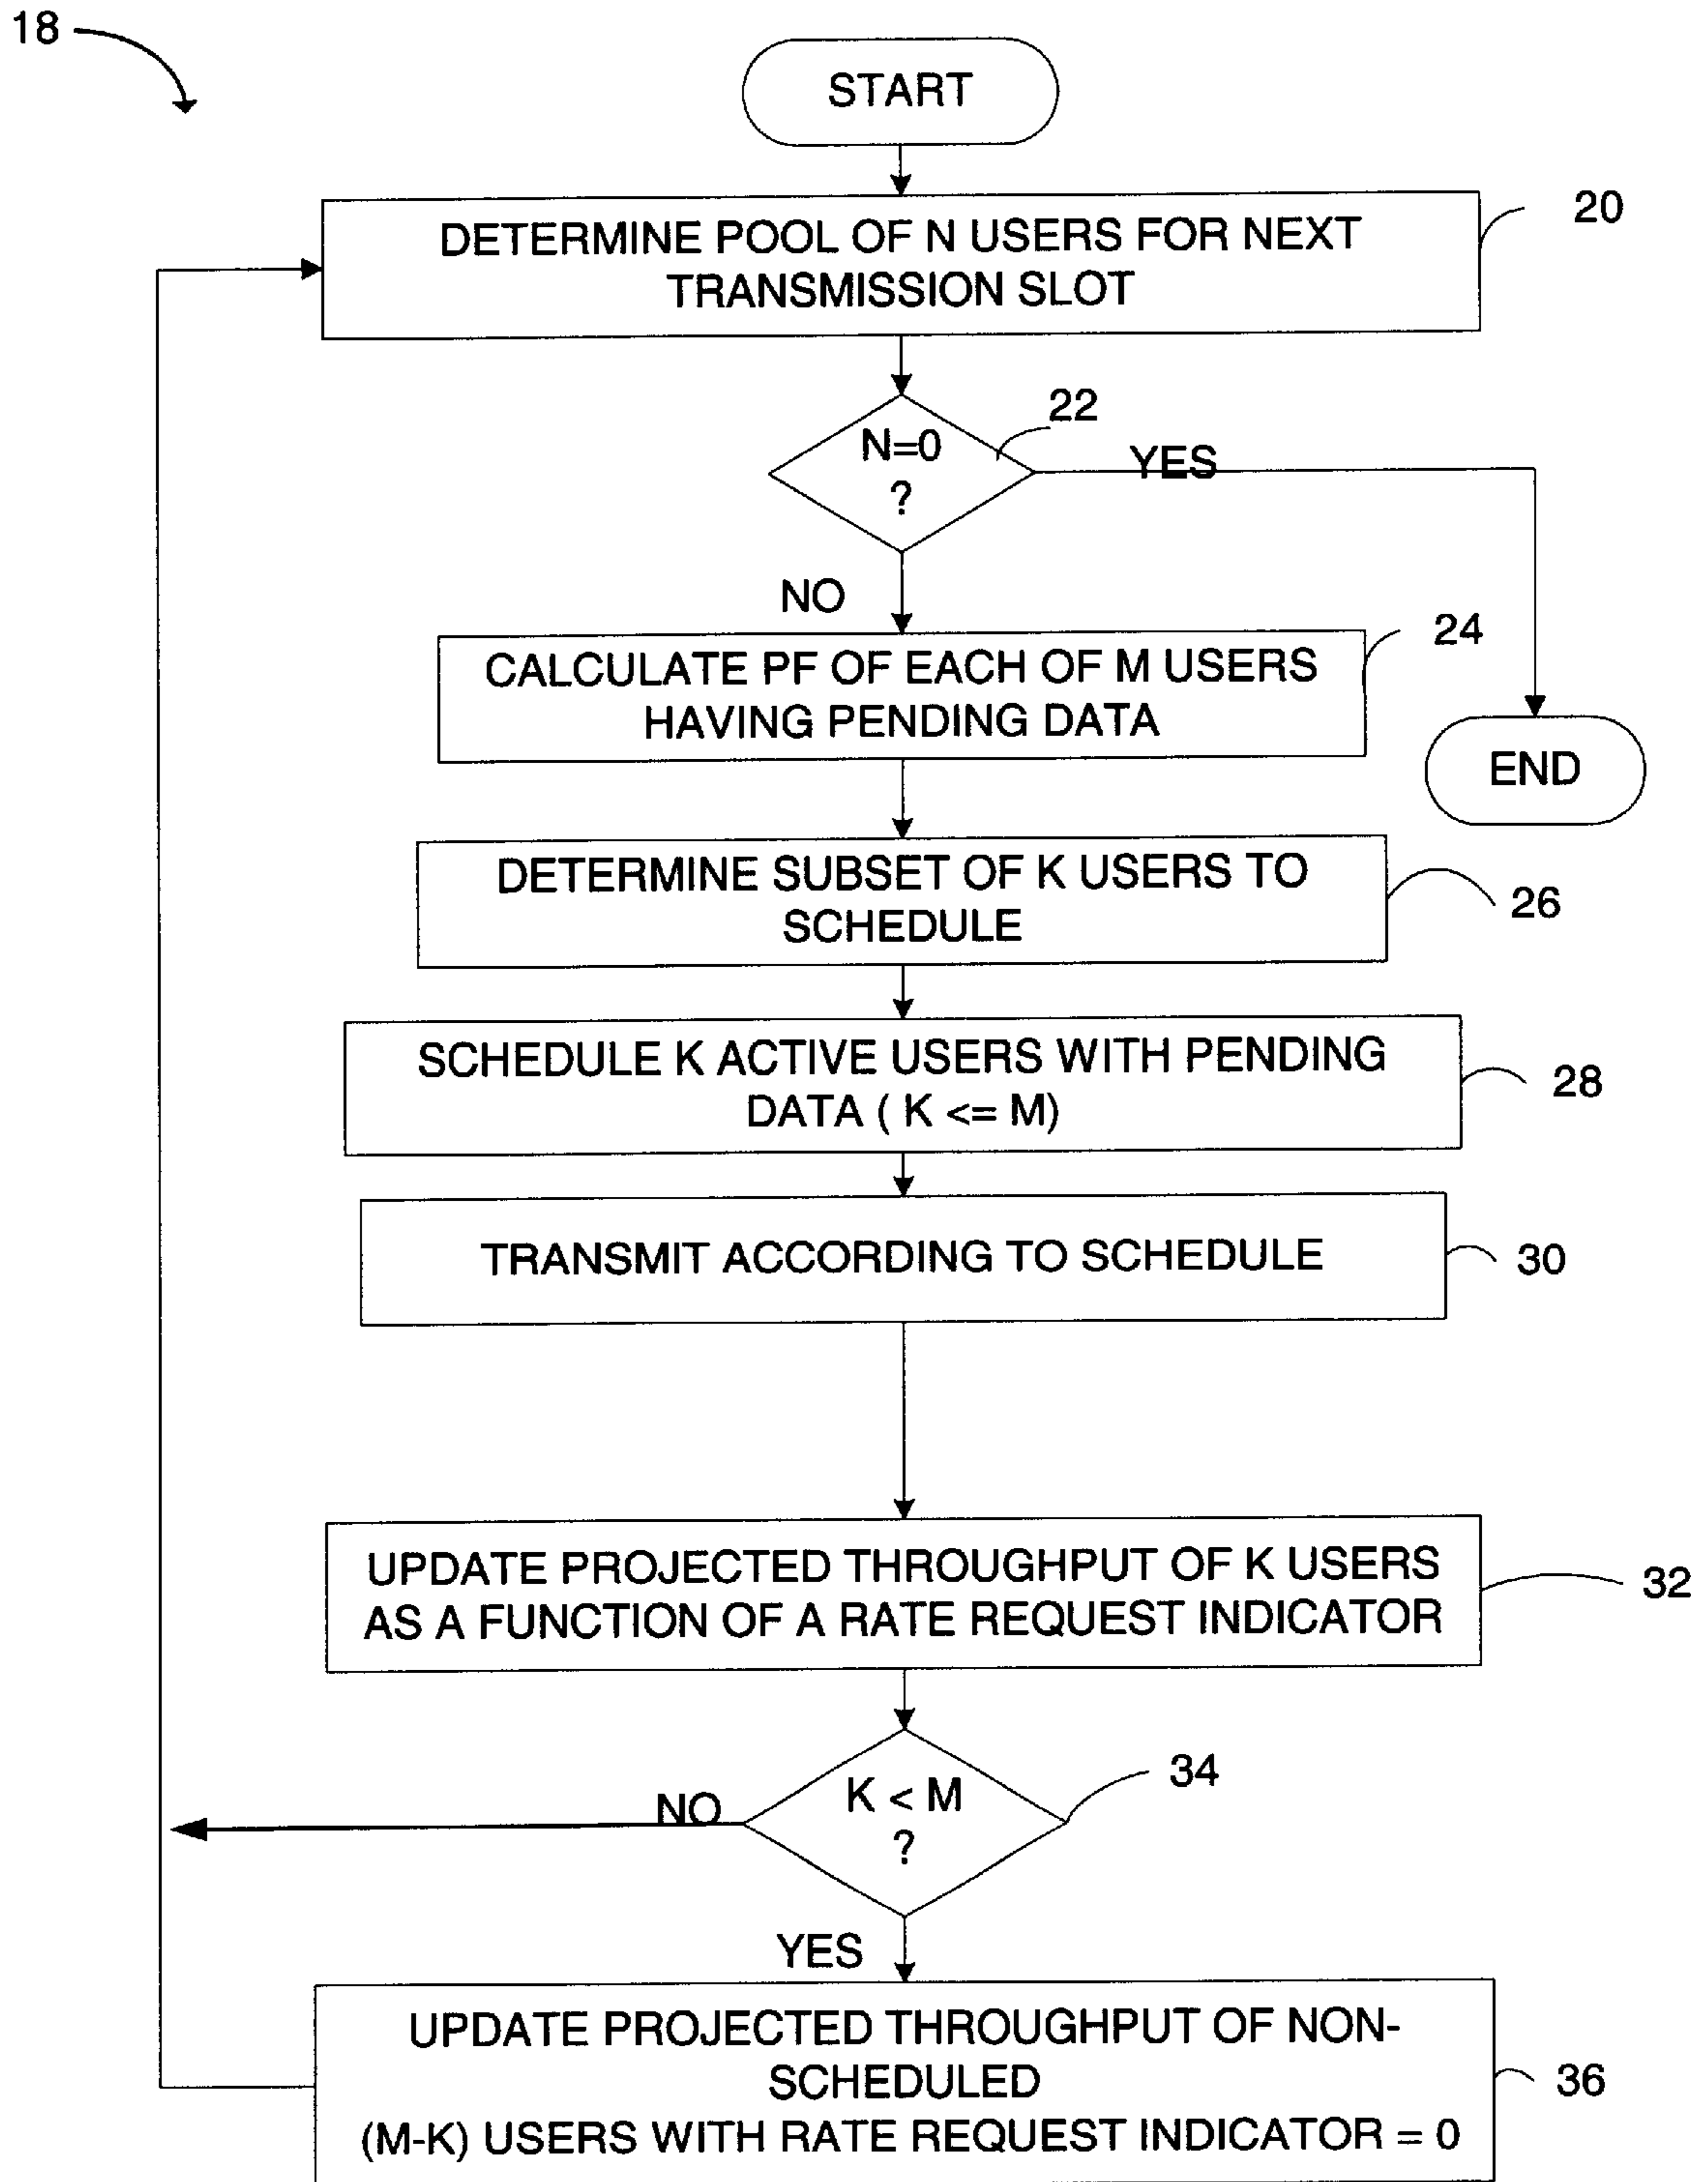 18
START
DETERMINE POOL OF N USERS FOR NEXT
TRANSMISSION SLOT
20
N=0
?
22
YES
NO
CALCULATE PF OF EACH OF M USERS
HAVING PENDING DATA
24
END
DETERMINE SUBSET OF K USERS TO
SCHEDULE
26
SCHEDULE K ACTIVE USERS WITH PENDING
DATA ( K <= M)
28
TRANSMIT ACCORDING TO SCHEDULE
30
UPDATE PROJECTED THROUGHPUT OF K USERS
AS A FUNCTION OF A RATE REQUEST INDICATOR
32
K < M
?
34
NO
YES
UPDATE PROJECTED THROUGHPUT OF NON-
SCHEDULED
(M-K) USERS WITH RATE REQUEST INDICATOR = 0
36